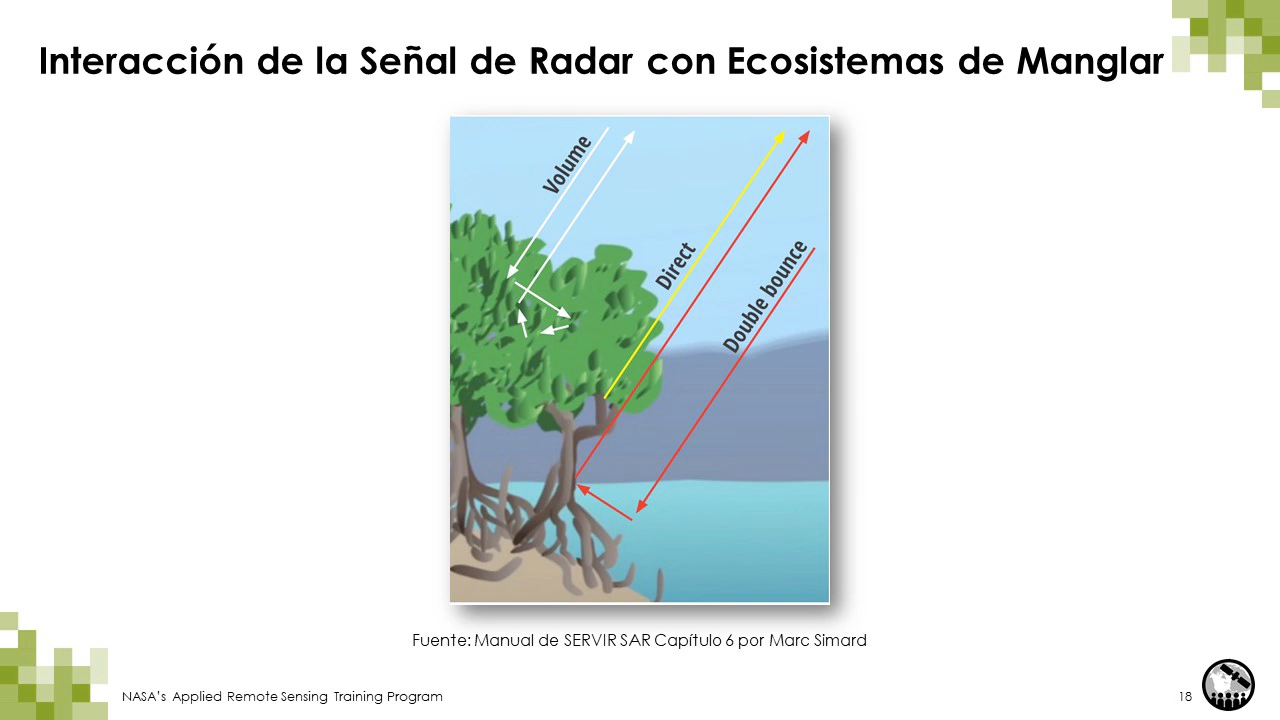 Interacción de la Señal de Radar con Ecosistemas de Manglar
Volume
Direct
Double bounce
Fuente: Manual de SERVIR SAR Capítulo 6 por Marc Simard
NASA's Applied Remote Sensing Training Program
18